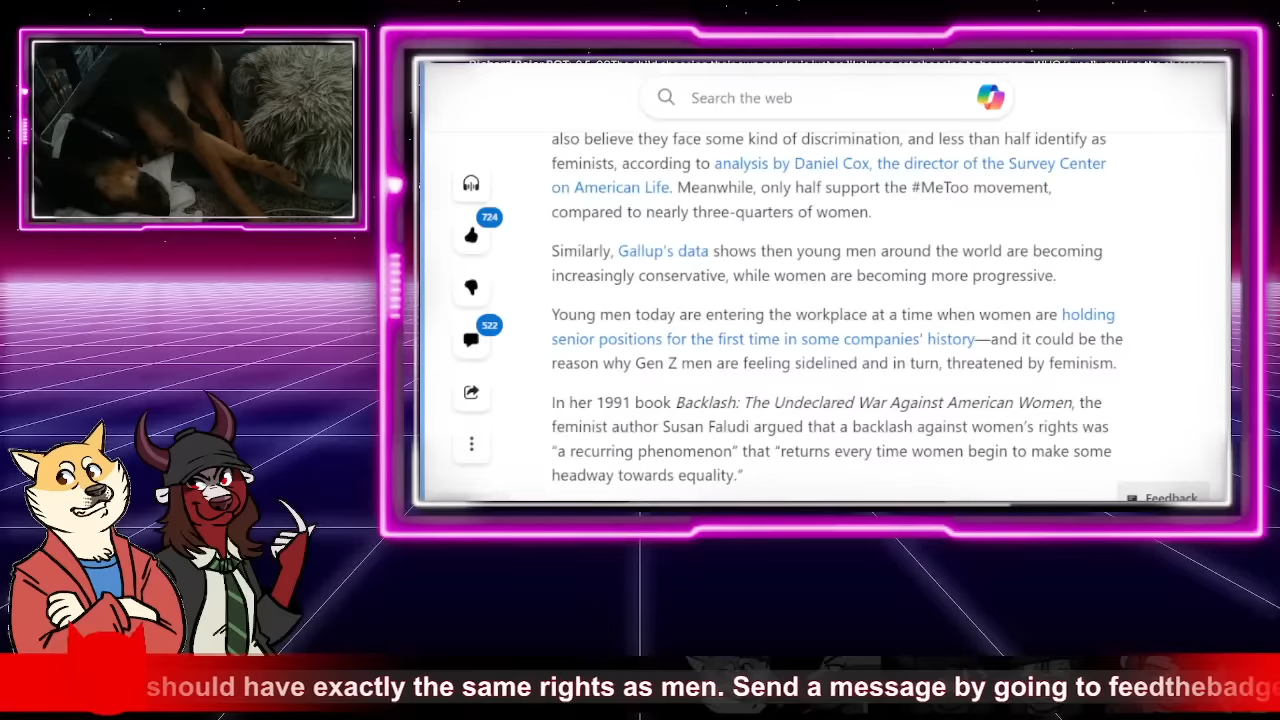 Search the web
also believe they face some kind of discrimination, and less than half identify as
feminists, according to analysis by Daniel Cox, the director of the Survey Center
on American Life. Meanwhile, only half support the #MeToo movement,
compared to nearly three-quarters of women.
724
Similarly, Gallup's data shows then young men around the world are becoming
increasingly conservative, while women are becoming more progressive.
Young men today are entering the workplace at a time when women are holding
522
senior positions for the first time in some companies' history—and it could be the
reason why Gen Z men are feeling sidelined and in turn, threatened by feminism.
In her 1991 book Backlash: The Undeclared War Against American Women, the
feminist author Susan Faludi argued that a backlash against women's rights was
“a recurring phenomenon” that “returns every time women begin to make some
headway towards equality.”
Feedback
should have exactly the same rights as men. Send a message by going to feedthebadge